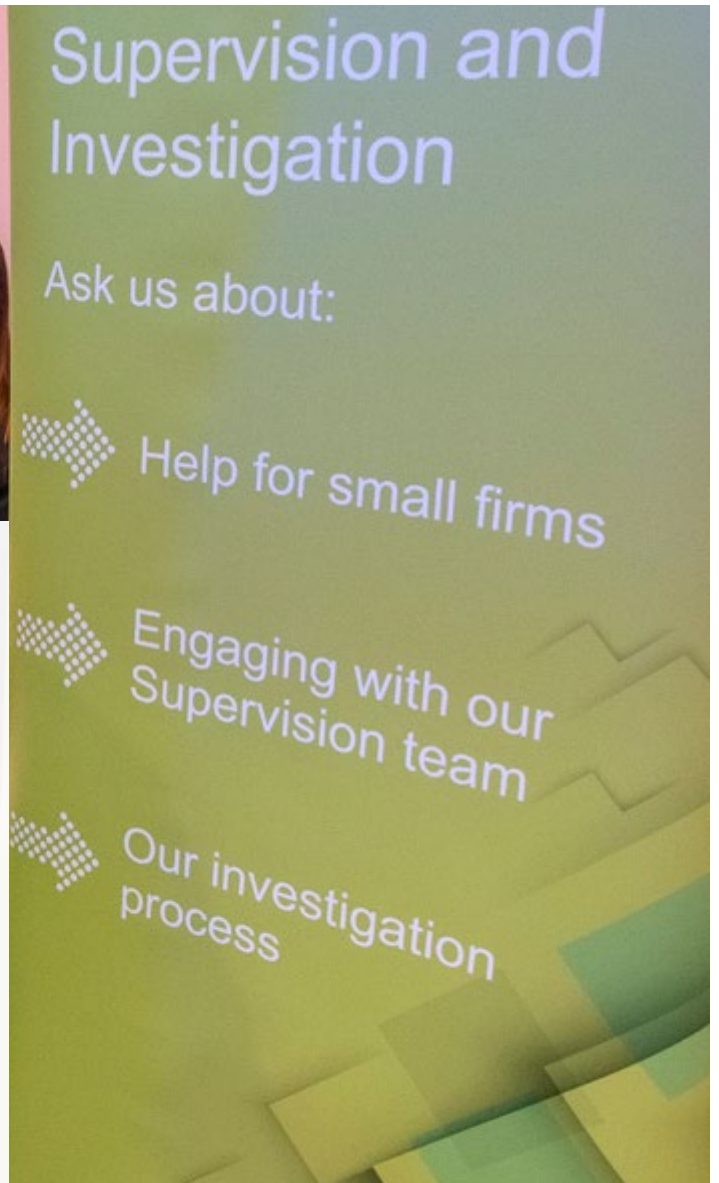 Supervision and
Investigation
Ask us about:
Help for small firms
Engaging with our
Supervision team
Our investigation
process